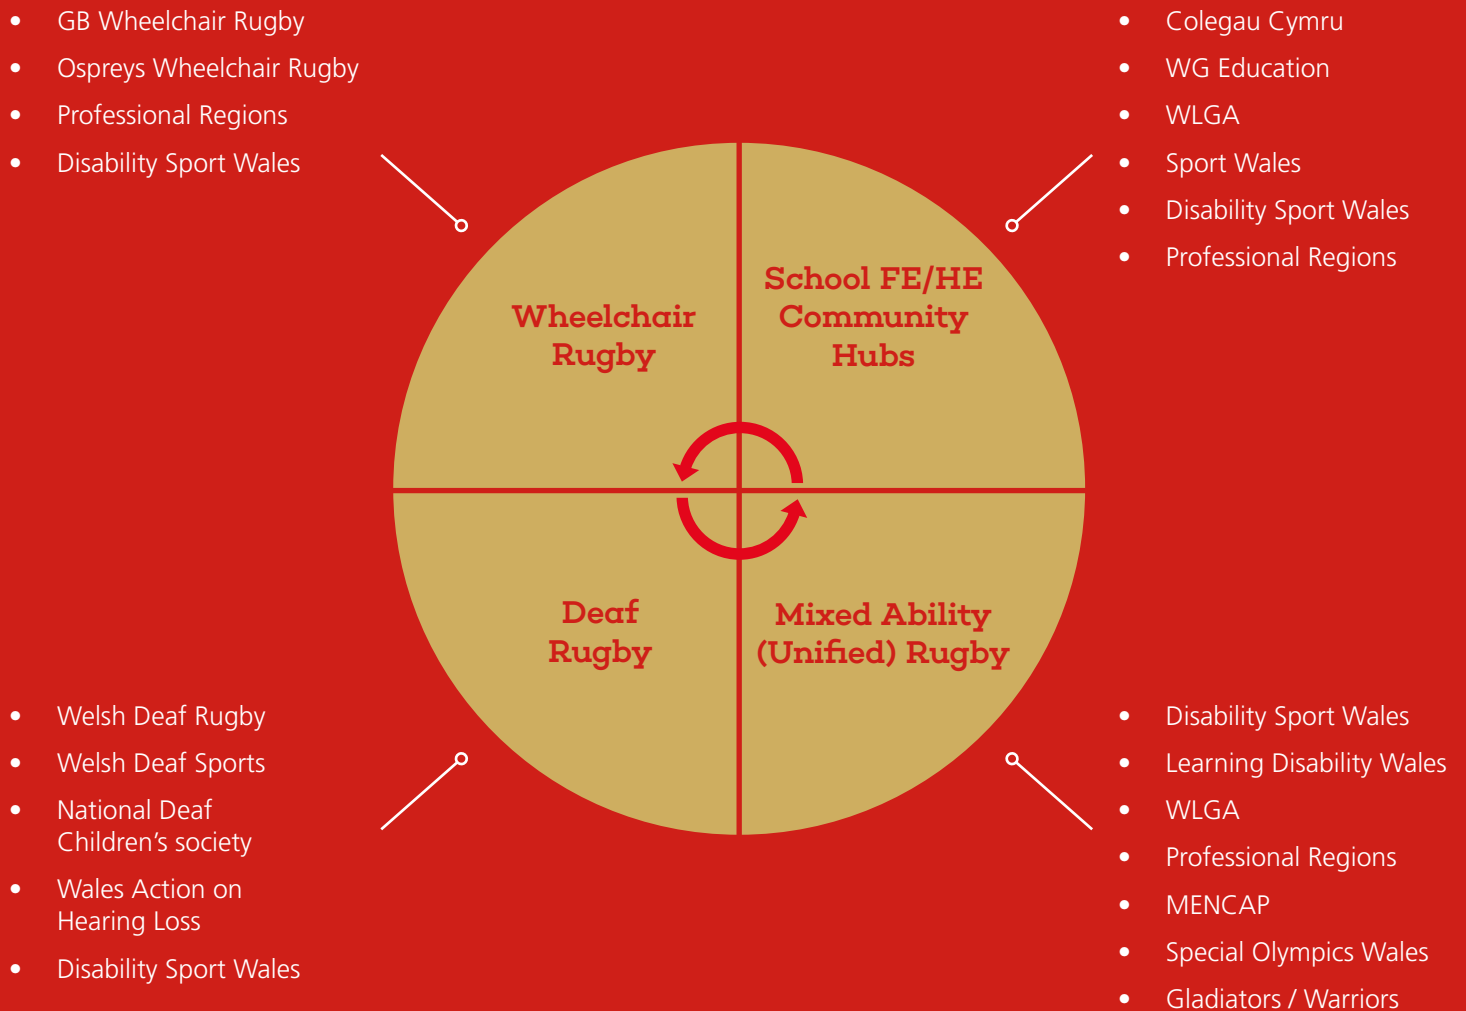 • GB Wheelchair Rugby
• Ospreys Wheelchair Rugby
• Professional Regions
• Disability Sport Wales
• Colegau Cymru
• WG Education
• WLGA
• Sport Wales
• Disability Sport Wales
• Professional Regions
Wheelchair
Rugby
School FE/HE
Community
Hubs
Deaf
Rugby
Mixed Ability
(Unified) Rugby
• Welsh Deaf Rugby
• Welsh Deaf Sports
• National Deaf
Children’s society
• Wales Action on
Hearing Loss
• Disability Sport Wales
• Disability Sport Wales
• Learning Disability Wales
• WLGA
• Professional Regions
• MENCAP
• Special Olympics Wales
• Gladiators / Warriors